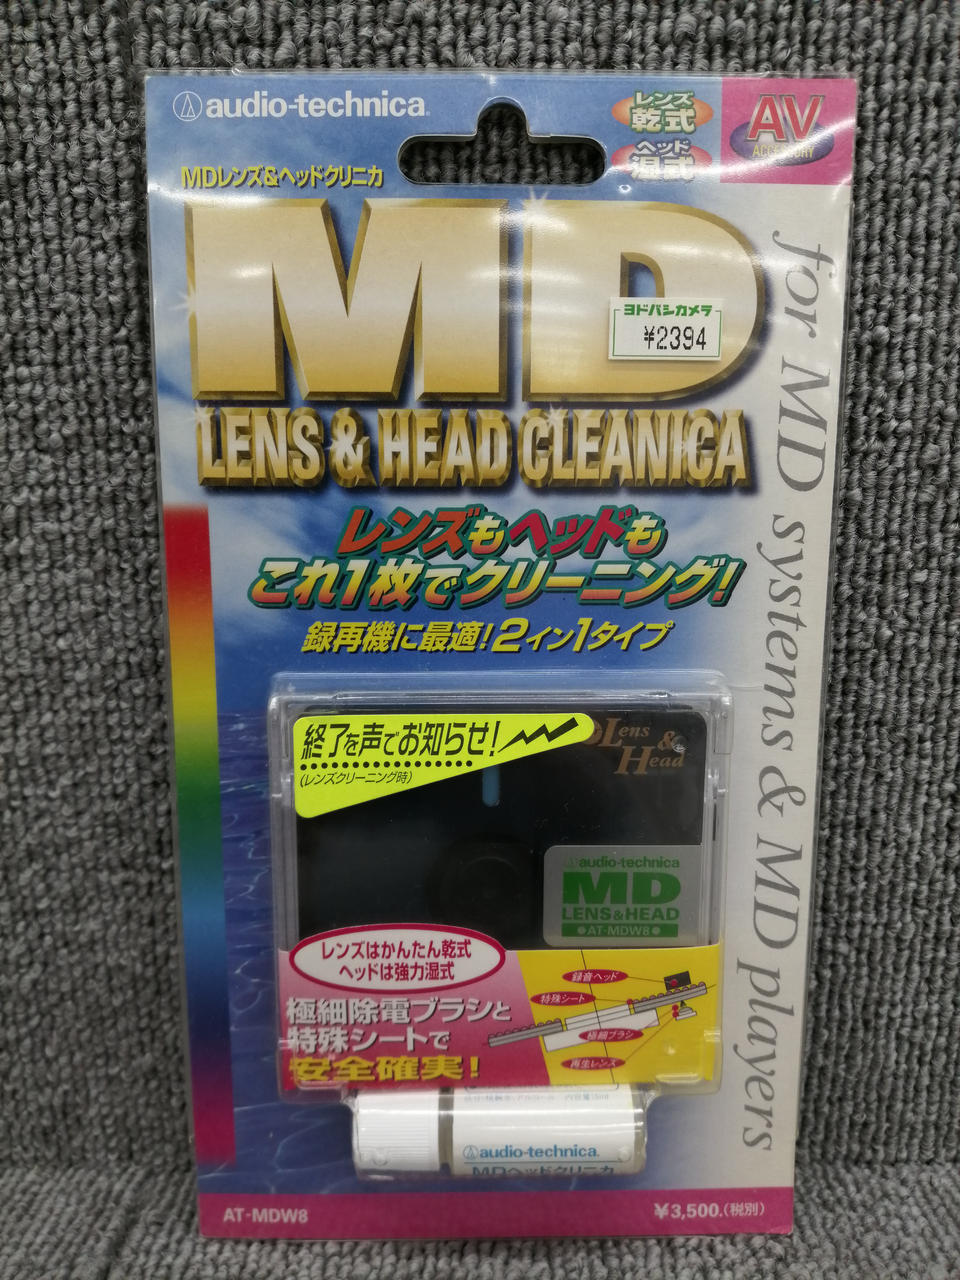 audio-technica®
レンズ
乾式
ヘッド
湿式
AV
ACCESSORY
MDレンズ&ヘッドクリニカ
MD
ヨドバシカメラ
¥2394
LENS & HEAD CLEANICA
for MD systems & MD players
レンズもヘッドも
これ1枚でクリーニング!
録再機に最適!2イン1タイプ
終了を声でお知らせ!
(レンズクリーニング時)
Lens &
Head
audio-technica
MD
LENS&HEAD
●AT-MDW8●
レンズはかんたん乾式
ヘッドは強力湿式
極細除電ブラシと
特殊シートで
安全確実!
録音ヘッド
特殊シート
極細ブラシ
再生レンズ
audio-technica.
MDヘッドクリニカ
AT-MDW8
¥3,500.(税別)